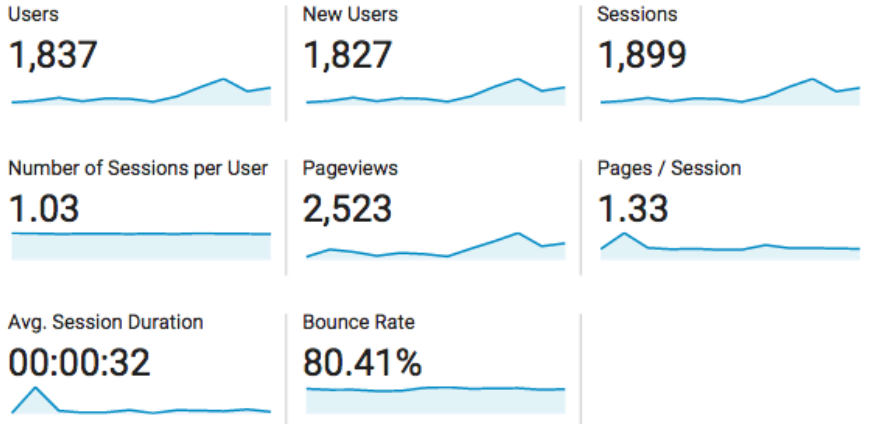 Users
1,837
New Users
1,827
Sessions
1,899
Number of Sessions per User
1.03
Pageviews
2,523
Pages / Session
1.33
Avg. Session Duration
00:00:32
Bounce Rate
80.41%